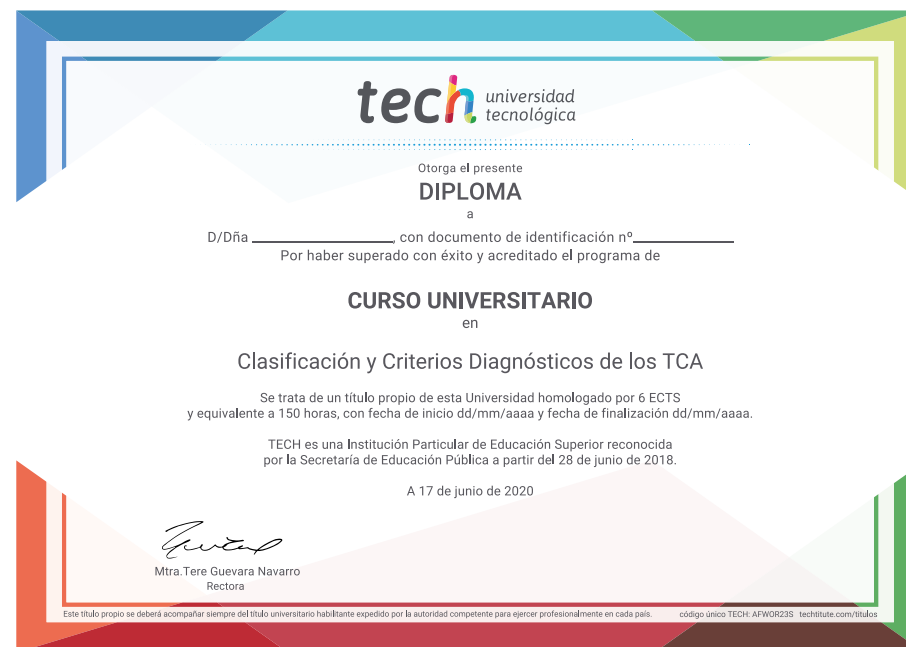 tech universidad
tecnológica
Otorga el presente
DIPLOMA
a
D/Dña ____________________, con documento de identificación nº______________
Por haber superado con éxito y acreditado el programa de
CURSO UNIVERSITARIO
en
Clasificación y Criterios Diagnósticos de los TCA
Se trata de un título propio de esta Universidad homologado por 6 ECTS
y equivalente a 150 horas, con fecha de inicio dd/mm/aaaa y fecha de finalización dd/mm/aaaa.
TECH es una Institución Particular de Educación Superior reconocida
por la Secretaría de Educación Pública a partir del 28 de junio de 2018.
A 17 de junio de 2020
Mtra.Tere Guevara Navarro
Rectora
Este título propio se deberá acompañar siempre del título universitario habilitante expedido por la autoridad competente para ejercer profesionalmente en cada país. código único TECH: AFWOR23S techtitute.com/títulos